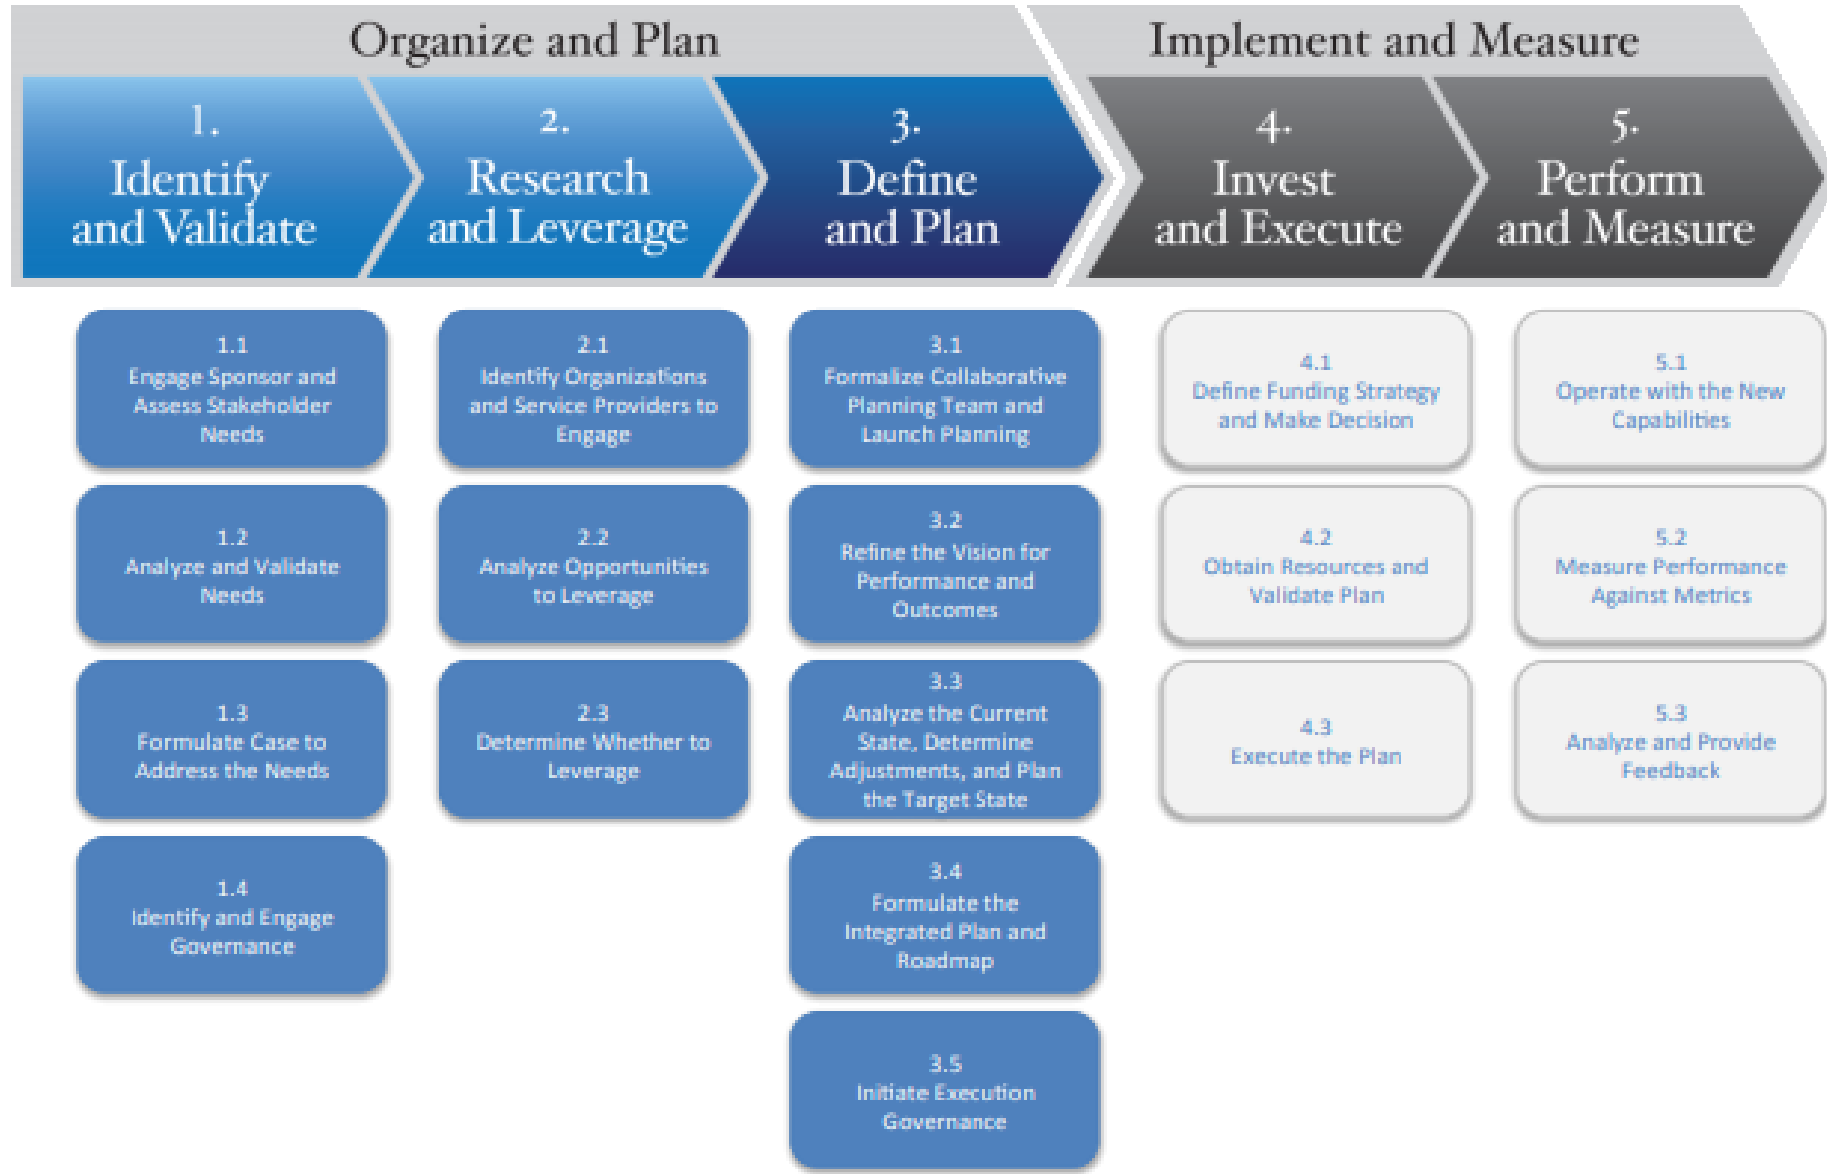 Organize and Plan
Implement and Measure
1.
Identify
and Validate
2.
Research
and Leverage
3.
Define
and Plan
4.
Invest
and Execute
5.
Perform
and Measure
1.1
Engage Sponsor and
Assess Stakeholder
Needs
1.2
Analyze and Validate
Needs
1.3
Formulate Case to
Address the Needs
1.4
Identify and Engage
Governance
2.1
Identify Organizations
and Service Providers to
Engage
2.2
Analyze Opportunities
to Leverage
2.3
Determine Whether to
Leverage
3.1
Formalize Collaborative
Planning Team and
Launch Planning
3.2
Refine the Vision for
Performance and
Outcomes
3.3
Analyze the Current
State, Determine
Adjustments, and Plan
the Target State
3.4
Formulate the
Integrated Plan and
Roadmap
3.5
Initiate Execution
Governance
4.1
Define Funding Strategy
and Make Decision
4.2
Obtain Resources and
Validate Plan
4.3
Execute the Plan
5.1
Operate with the New
Capabilities
5.2
Measure Performance
Against Metrics
5.3
Analyze and Provide
Feedback